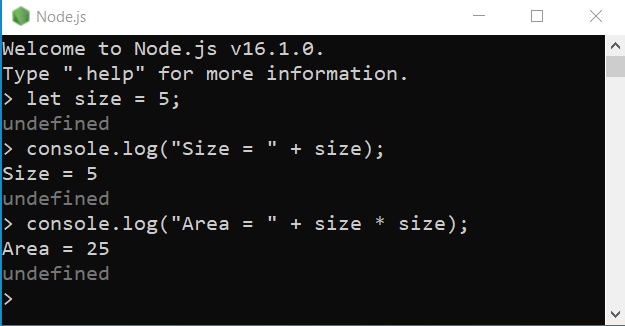 Node.js
Welcome to Node.js v16.1.0.
Type ".help" for more information.
> let size = 5;
undefined
> console.log("Size = " + size);
Size = 5
undefined
> console.log("Area = " + size * size);
Area = 25
undefined
>